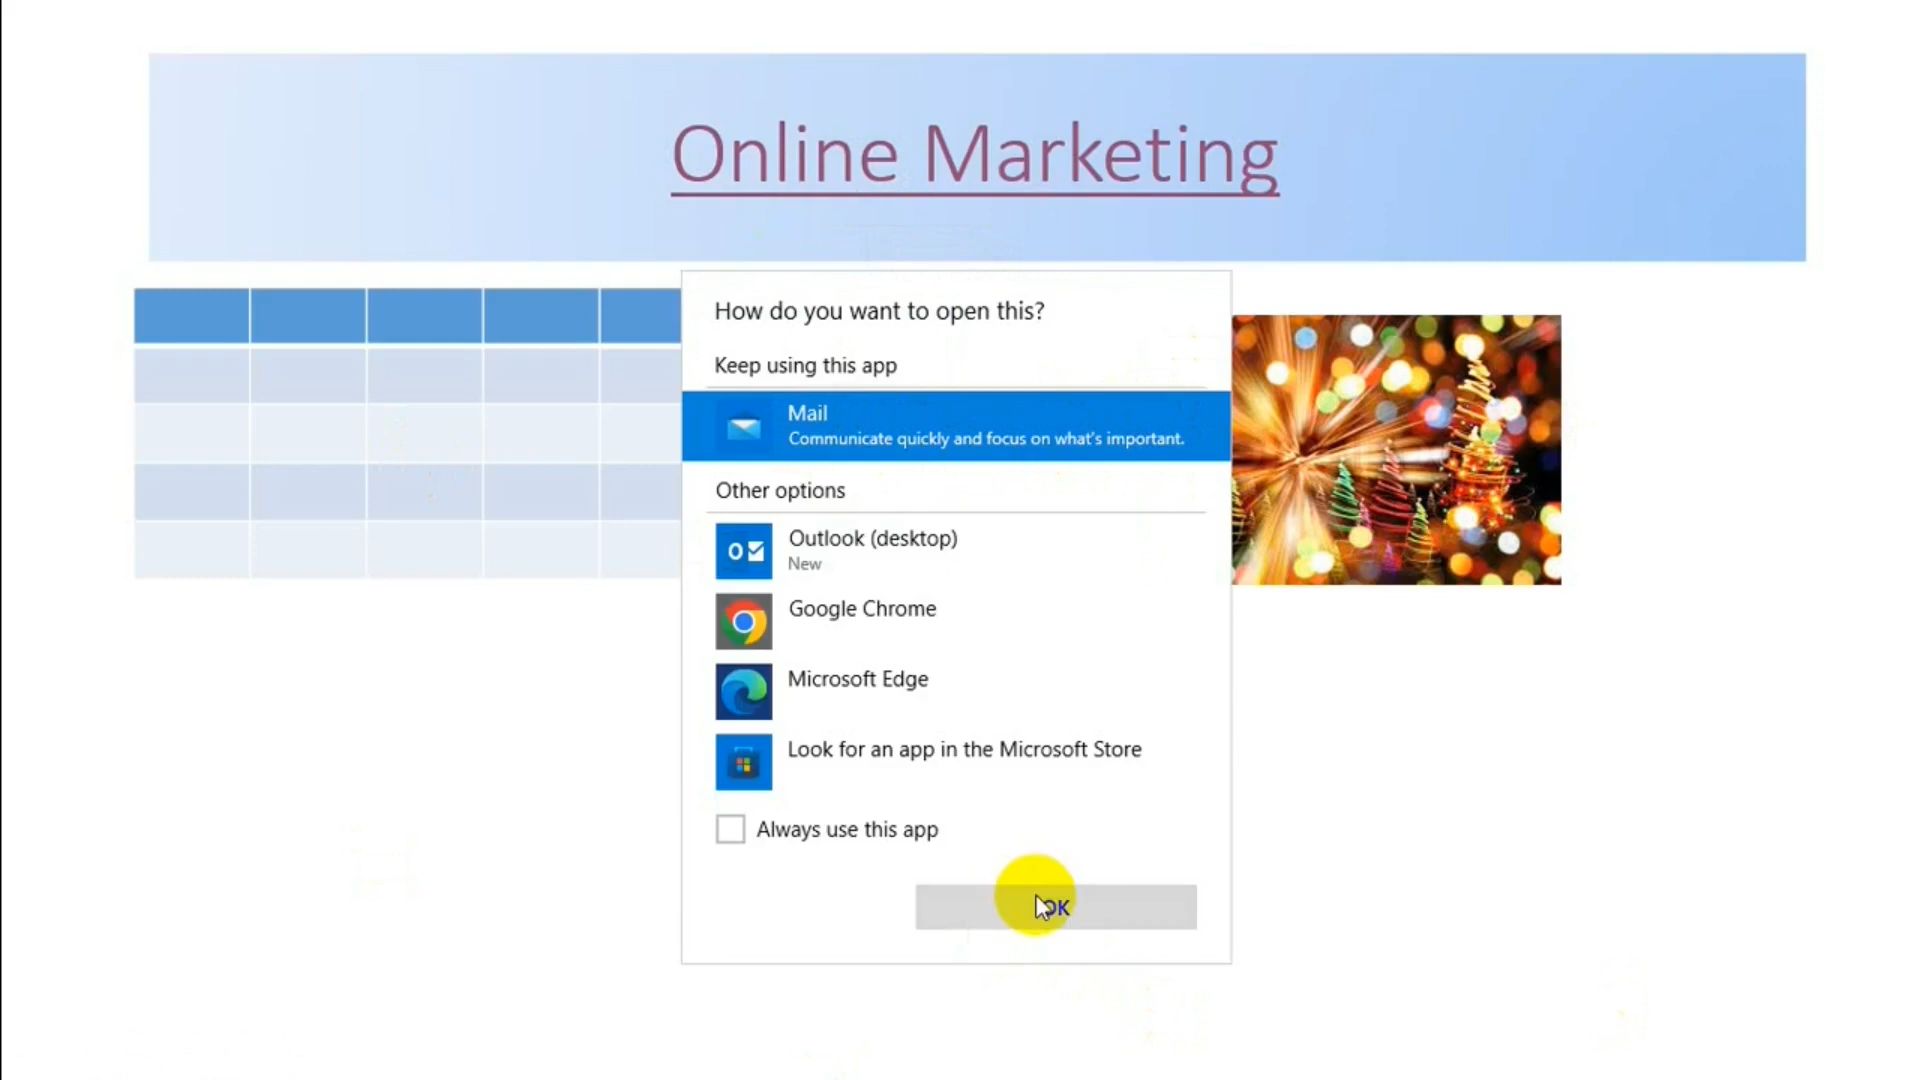 Online Marketing
How do you want to open this?
Keep using this app
Mail
Communicate quickly and focus on what's important.
Other options
Outlook (desktop)
New
Google Chrome
Microsoft Edge
Look for an app in the Microsoft Store
Always use this app
OK